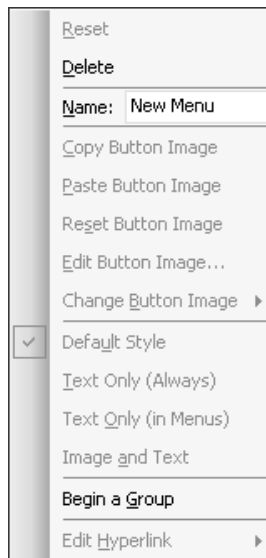 Reset
Delete
Name: New Menu
Copy Button Image
Paste Button Image
Reset Button Image
Edit Button Image...
Change Button Image
Default Style
Text Only (Always)
Text Only (in Menus)
Image and Text
Begin a Group
Edit Hyperlink